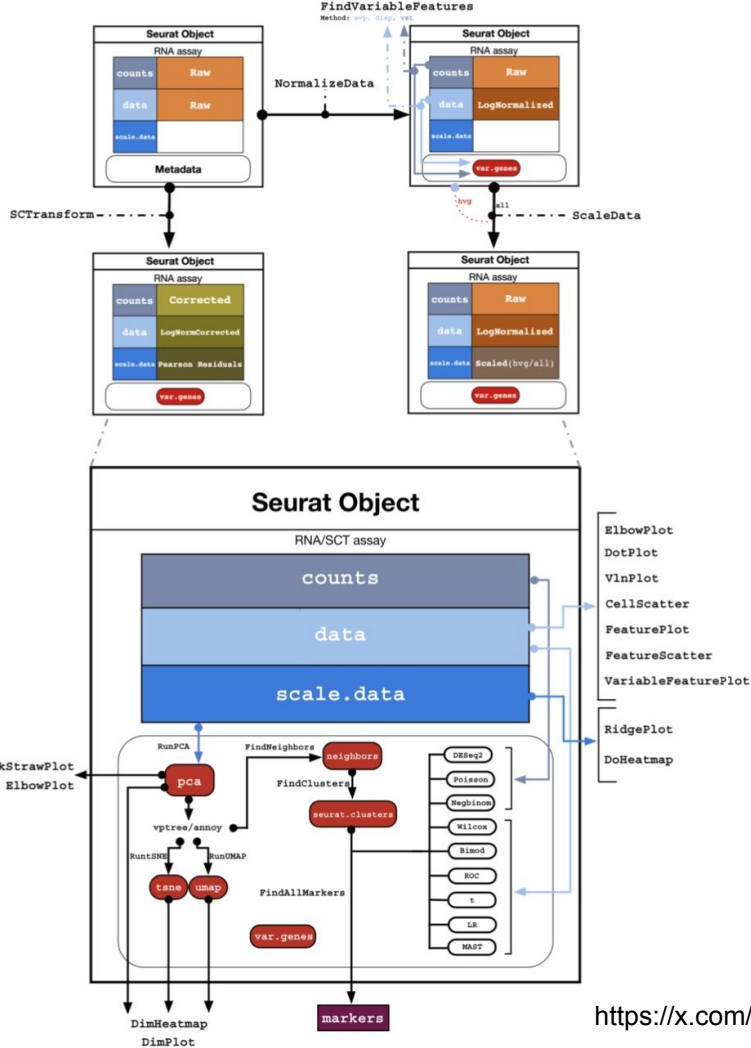 FindVariableFeatures
Method: mvp, disp, vst
Seurat Object
RNA assay
counts
Raw
data
Raw
scale.data
Metadata
NormalizeData
Seurat Object
RNA assay
counts
Raw
data
LogNormalized
scale.data
var.genes
SCTransform
hvg
all
ScaleData
Seurat Object
RNA assay
counts
Corrected
data
LogNormCorrected
scale.data
Pearson Residuals
var.genes
Seurat Object
RNA assay
counts
Raw
data
LogNormalized
scale.data
Scaled(hvg/all)
var.genes
Seurat Object
RNA/SCT assay
counts
data
scale.data
ElbowPlot
DotPlot
VlnPlot
CellScatter
FeaturePlot
FeatureScatter
VariableFeaturePlot
RidgePlot
DoHeatmap
RunPCA
FindNeighbors
kStrawPlot
ElbowPlot
pca
neighbors
FindClusters
seurat.clusters
vptree/annoy
RuntSNE
RunUMAP
tsne
umap
FindAllMarkers
var.genes
DESeq2
Poisson
Negbinom
Wilcox
Bimod
ROC
t
LR
MAST
DimHeatmap
DimPlot
markers
https://x.com/